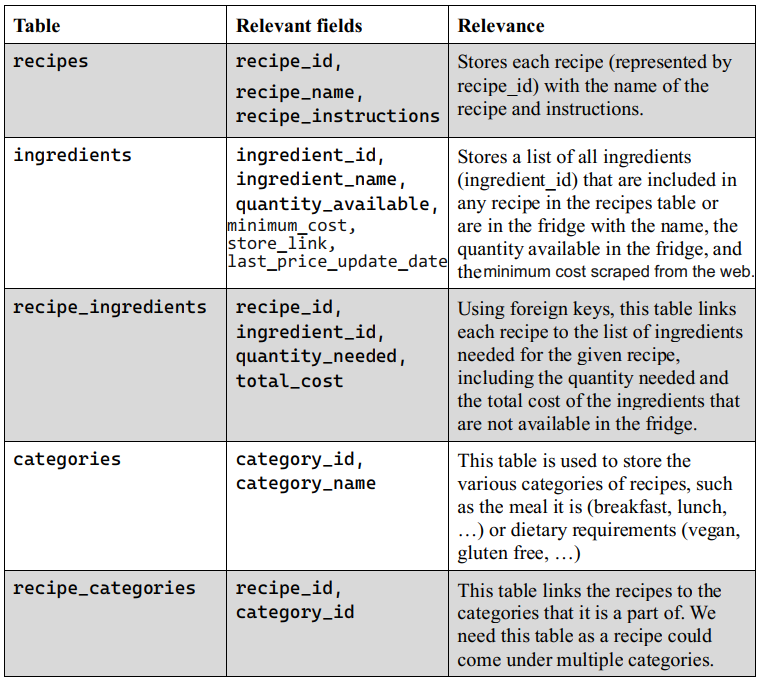 Table Relevant fields Relevance
recipes
recipe_id,
recipe_name,
recipe_instructions
Stores each recipe (represented by
recipe_id) with the name of the
recipe and instructions.
ingredients
ingredient_id,
ingredient_name,
quantity_available,
minimum_cost,
store_link,
last_price_update_date
Stores a list of all ingredients
(ingredient_id) that are included in
any recipe in the recipes table or
are in the fridge with the name, the
quantity available in the fridge, and
the minimum cost scraped from the web.
recipe_ingredients
recipe_id,
ingredient_id,
quantity_needed,
total_cost
Using foreign keys, this table links
each recipe to the list of ingredients
needed for the given recipe,
including the quantity needed and
the total cost of the ingredients that
are not available in the fridge.
categories
category_id,
category_name
This table is used to store the
various categories of recipes, such
as the meal it is (breakfast, lunch,
…) or dietary requirements (vegan,
gluten free, …)
recipe_categories
recipe_id,
category_id
This table links the recipes to the
categories that it is a part of. We
need this table as a recipe could
come under multiple categories.